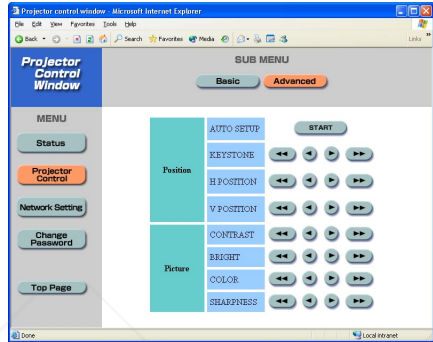 Projector control window - Microsoft Internet Explorer
File Edit View Favorites Tools Help
Back Search Favorites Media Links »
Projector
Control
Window
SUB MENU
Basic Advanced
MENU
Status
Projector
Control
Network Setting
Change
Password
Top Page
Position
AUTO SETUP START
KEYSTONE
H POSITION
V POSITION
Picture
CONTRAST
BRIGHT
COLOR
SHARPNESS
Done Local intranet